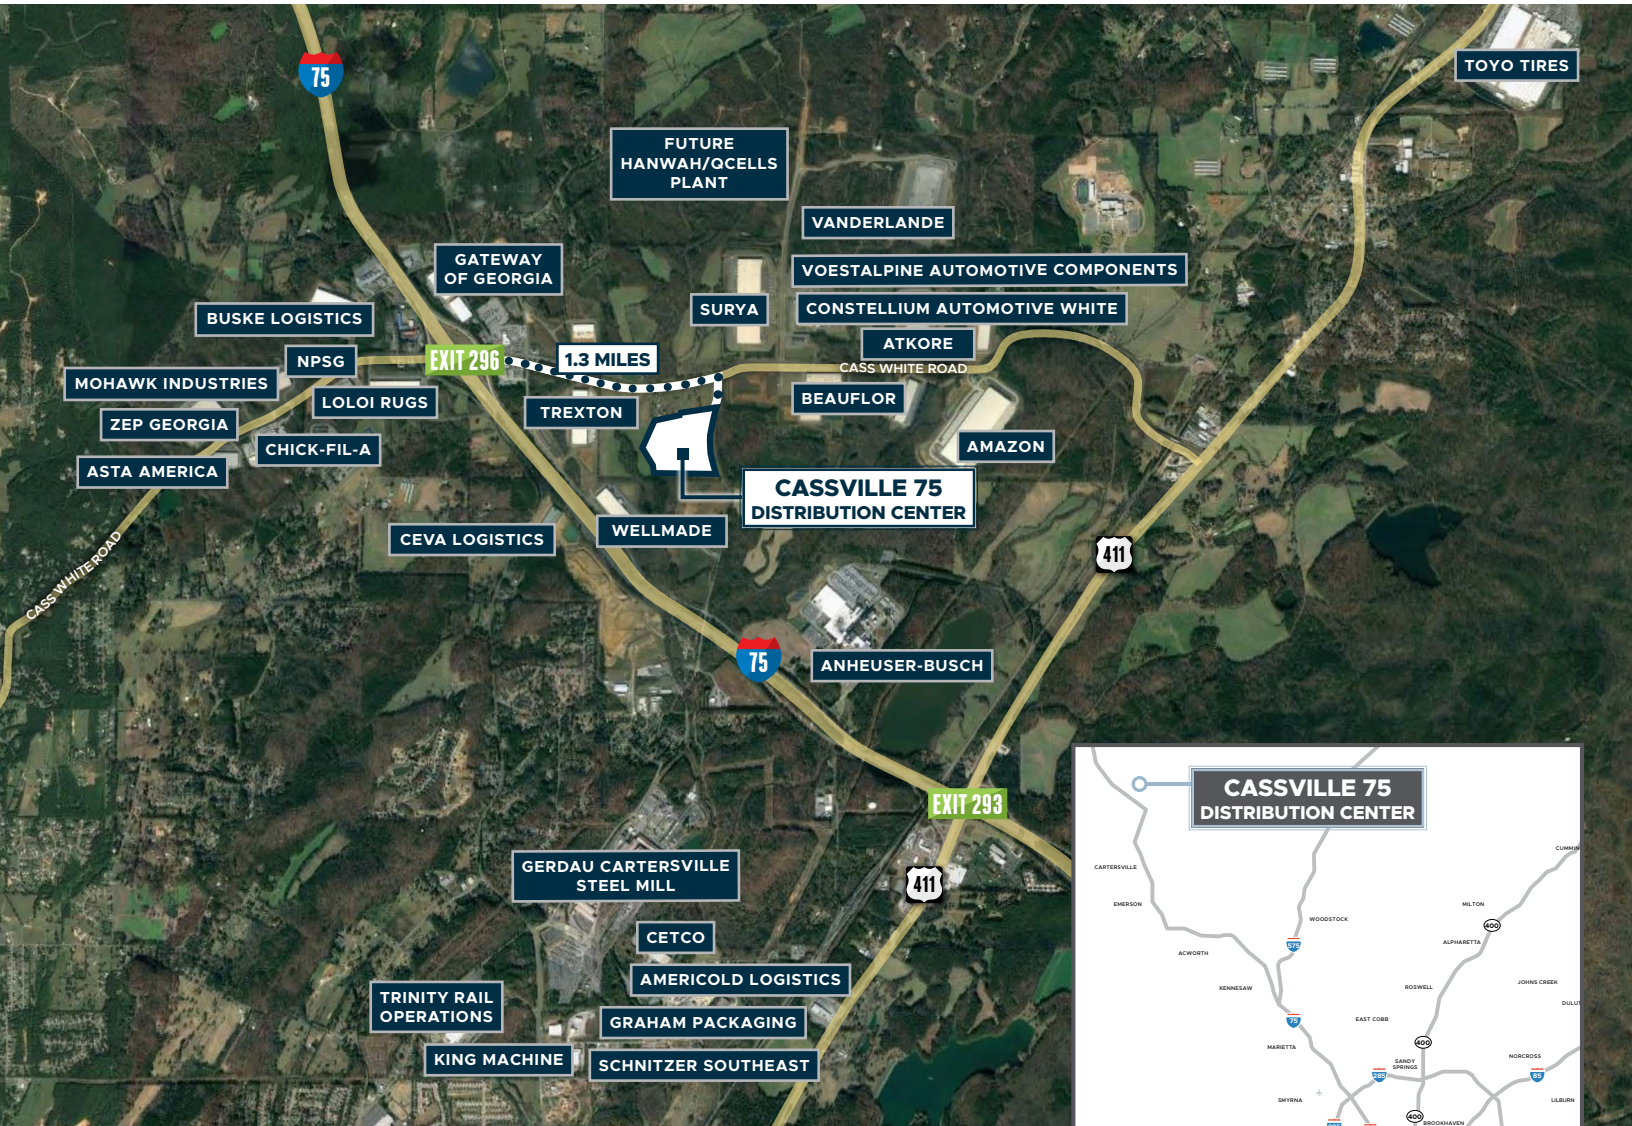 75
TOYO TIRES
FUTURE
HANWAH/QCELLS
PLANT
VANDERLANDE
GATEWAY
OF GEORGIA
VOESTALPINE AUTOMOTIVE COMPONENTS
SURYA
CONSTELLIUM AUTOMOTIVE WHITE
BUSKE LOGISTICS
ATKORE
NPSG
EXIT 296
1.3 MILES
CASS WHITE ROAD
MOHAWK INDUSTRIES
LOLOI RUGS
TREXTON
BEAUFLOR
ZEP GEORGIA
CHICK-FIL-A
AMAZON
ASTA AMERICA
CASSVILLE 75
DISTRIBUTION CENTER
WELLMADE
CEVA LOGISTICS
411
CASS WHITE ROAD
75
ANHEUSER-BUSCH
EXIT 293
GERDAU CARTERSVILLE
STEEL MILL
411
CETCO
AMERICOLD LOGISTICS
TRINITY RAIL
OPERATIONS
GRAHAM PACKAGING
KING MACHINE
SCHNITZER SOUTHEAST
CASSVILLE 75
DISTRIBUTION CENTER
CUMMIN
CARTERSVILLE
EMERSON
MILTON
WOODSTOCK
400
575
ALPHARETTA
ACWORTH
KENNESAW
ROSWELL
JOHNS CREEK
DULUT
75
EAST COBB
MARIETTA
400
NORCROSS
SANDY
SPRINGS
285
85
SMYRNA
LILBURN
400
BROOKHAVEN